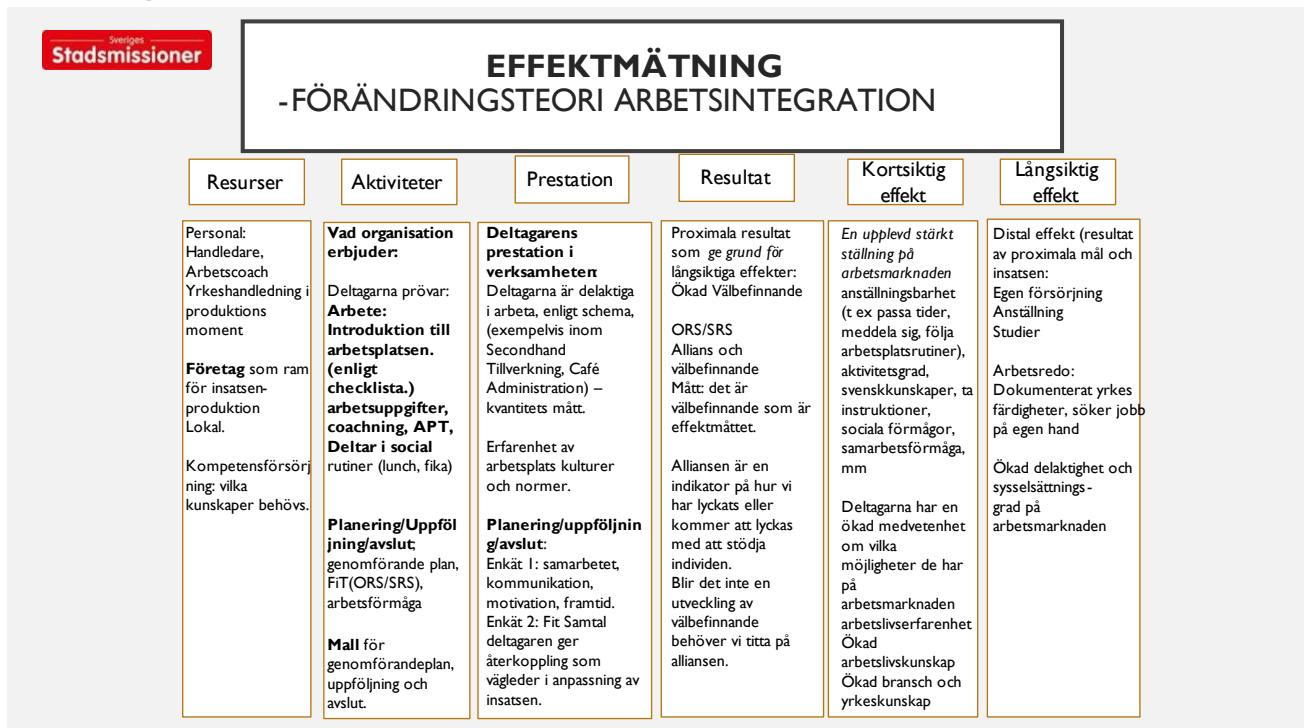 Sveriges
Stadsmissioner
EFFEKTMÄTNING
-FÖRÄNDRINGSTEORI ARBETSINTEGRATION
Resurser
Aktiviteter
Prestation
Resultat
Kortsiktig
effekt
Långsiktig
effekt
Personal:
Handledare,
Arbetscoach
Yrkeshandledning i
produktions
moment
Företag som ram
för insatsen-
produktion
Lokal.
Kompetensförsörj
ning: vilka
kunskaper behövs.
Vad organisation
erbjuder:
Deltagarna prövar:
Arbete:
Introduktion till
arbetsplatsen.
(enligt
checklista.)
arbetsuppgifter,
coachning, APT,
Deltar i social
rutiner (lunch, fika)
Planering/Uppföl
jning/avslut;
genomförande plan,
FiT(ORS/SRS),
arbetsförmåga
Mall för
genomförandeplan,
uppföljning och
avslut.
Deltagarens
prestation i
verksamheten:
Deltagarna är delaktiga
i arbeta, enligt schema,
(exempelvis inom
Secondhand
Tillverkning, Café
Administration) –
kvantitets mått.
Erfarenhet av
arbetsplats kulturer
och normer.
Planering/uppföljnin
g/avslut:
Enkät 1: samarbetet,
kommunikation,
motivation, framtid.
Enkät 2: Fit Samtal
deltagaren ger
återkoppling som
vägleder i anpassning av
insatsen.
Proximala resultat
som ge grund för
långsiktiga effekter:
Ökad Välbefinnande
ORS/SRS
Allians och
välbefinnande
Mått: det är
välbefinnande som är
effektmåttet.
Alliansen är en
indikator på hur vi
har lyckats eller
kommer att lyckas
med att stödja
individen.
Blir det inte en
utveckling av
välbefinnande
behöver vi titta på
alliansen.
En upplevd stärkt
ställning på
arbetsmarknaden
anställningsbarhet
(t ex passa tider,
meddela sig, följa
arbetsplatsrutiner),
aktivitetsgrad,
svenskkunskaper, ta
instruktioner,
sociala förmågor,
samarbetsförmåga,
mm
Deltagarna har en
ökad medvetenhet
om vilka
möjligheter de har
på
arbetsmarknaden
arbetslivserfarenhet
Ökad
arbetslivskunskap
Ökad bransch och
yrkeskunskap
Distal effekt (resultat
av proximala mål och
insatsen:
Egen försörjning
Anställning
Studier
Arbetsredo:
Dokumenterat yrkes
färdigheter, söker jobb
på egen hand
Ökad delaktighet och
sysselsättnings-
grad på
arbetsmarknaden